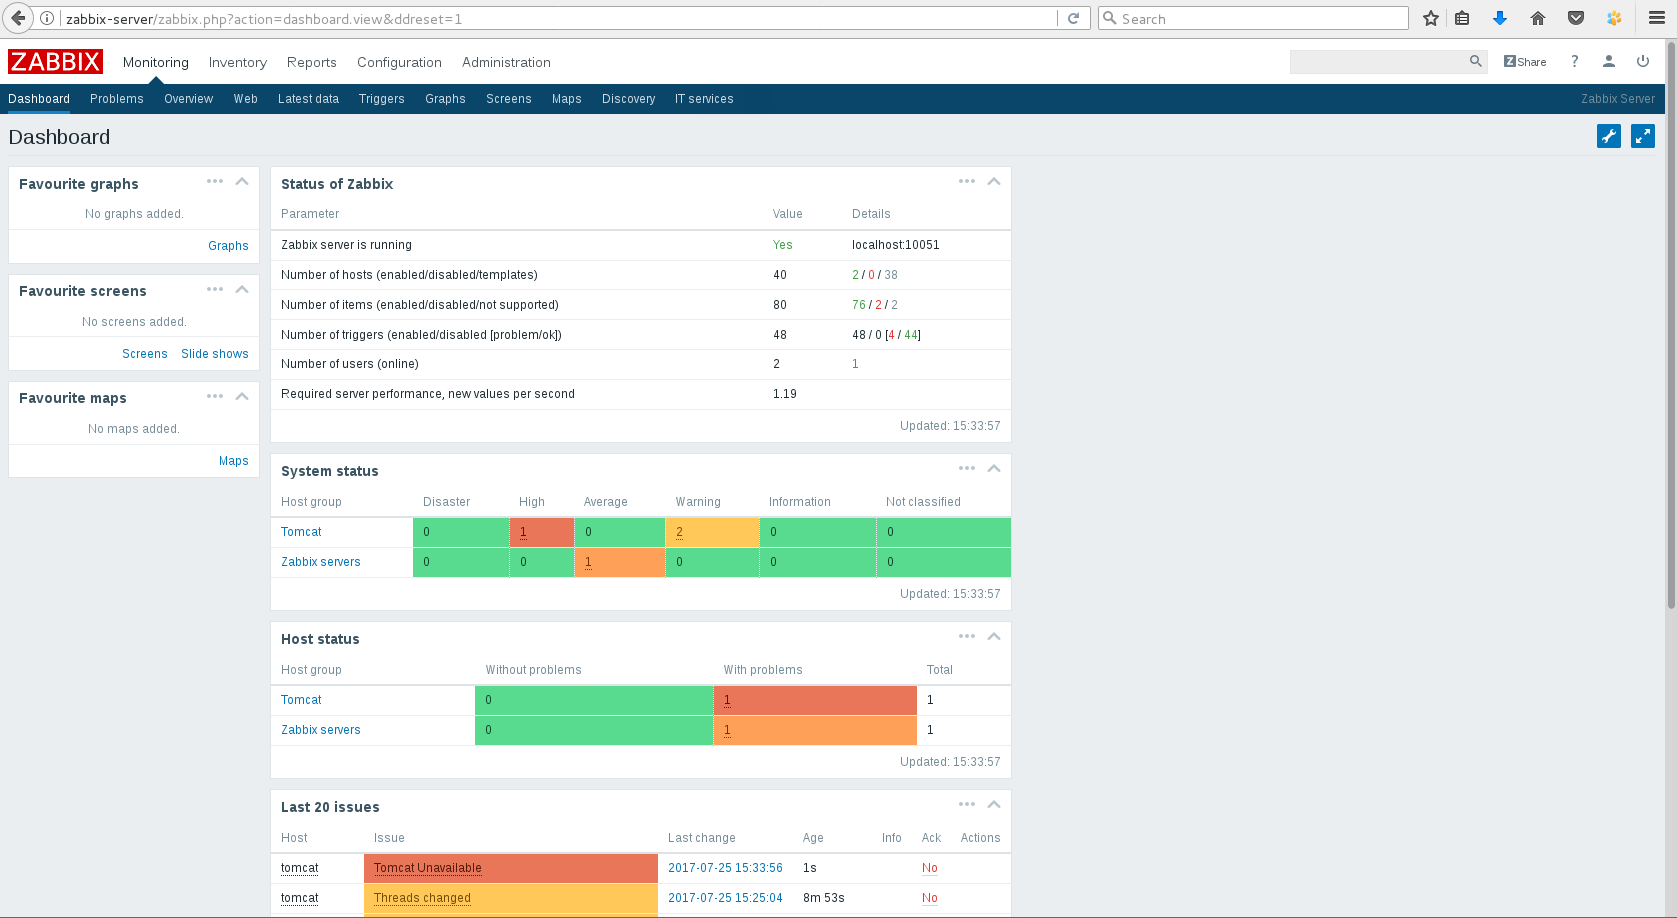 zabbix-server/zabbix.php?action=dashboard.view&ddreset=1 Search
ZABBIX Monitoring Inventory Reports Configuration Administration Z Share ?
Dashboard Problems Overview Web Latest data Triggers Graphs Screens Maps Discovery IT services Zabbix Server
Dashboard
Favourite graphs
No graphs added.
Graphs
Favourite screens
No screens added.
Screens Slide shows
Favourite maps
No maps added.
Maps
Status of Zabbix
Parameter Value Details
Zabbix server is running Yes localhost:10051
Number of hosts (enabled/disabled/templates) 40 2 / 0 / 38
Number of items (enabled/disabled/not supported) 80 76 / 2 / 2
Number of triggers (enabled/disabled [problem/ok]) 48 48 / 0 [4 / 44]
Number of users (online) 2 1
Required server performance, new values per second 1.19
Updated: 15:33:57
System status
Host group Disaster High Average Warning Information Not classified
Tomcat 0 1 0 2 0 0
Zabbix servers 0 0 1 0 0 0
Updated: 15:33:57
Host status
Host group Without problems With problems Total
Tomcat 0 1 1
Zabbix servers 0 1 1
Updated: 15:33:57
Last 20 issues
Host Issue Last change Age Info Ack Actions
tomcat Tomcat Unavailable 2017-07-25 15:33:56 1s No
tomcat Threads changed 2017-07-25 15:25:04 8m 53s No